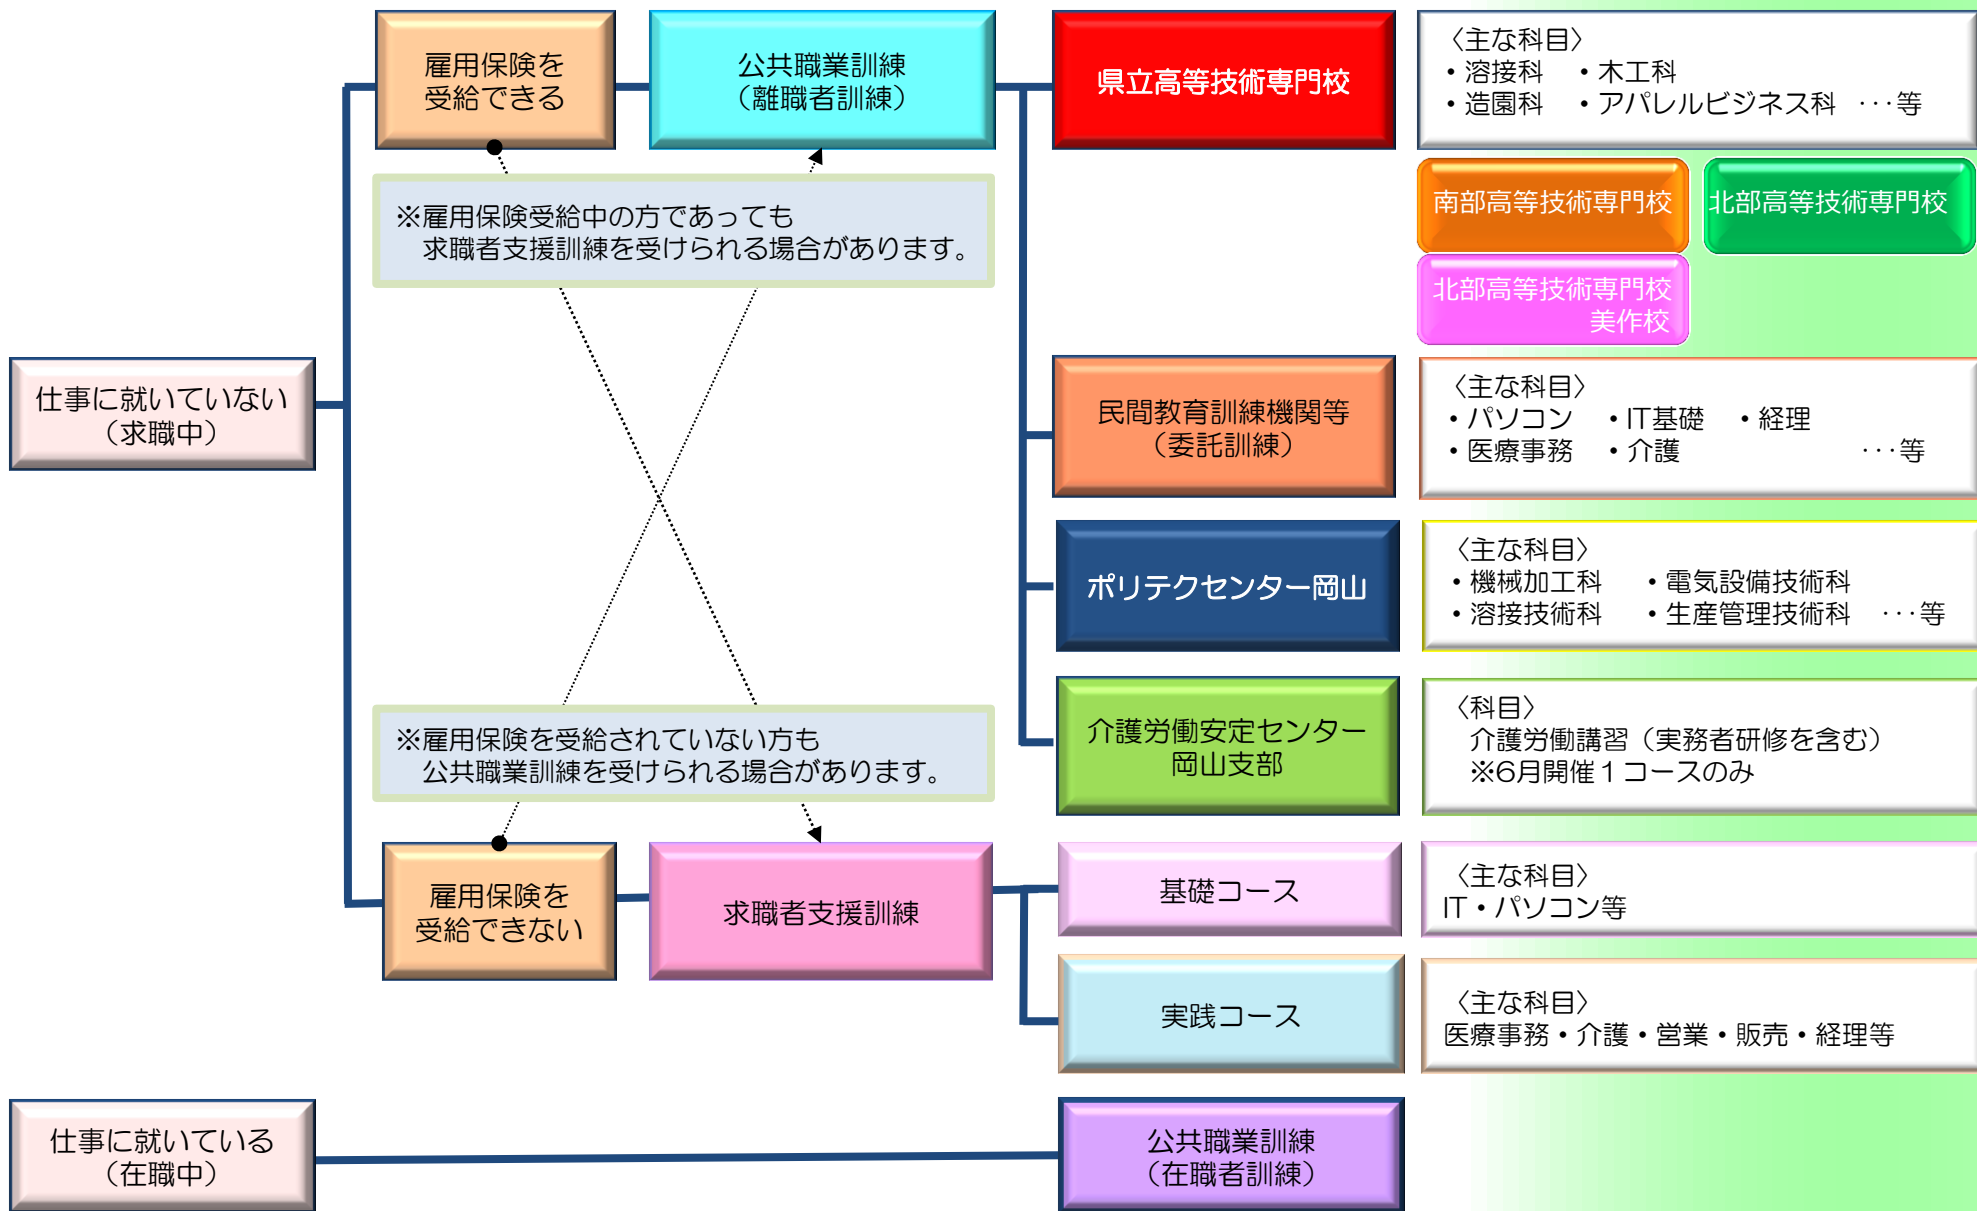 雇用保険を
受給できる
公共職業訓練
（離職者訓練）
県立高等技術専門校
〈主な科目〉
・溶接科　・木工科
・造園科　・アパレルビジネス科　…等
南部高等技術専門校
北部高等技術専門校
北部高等技術専門校
美作校
※雇用保険受給中の方であっても
求職者支援訓練を受けられる場合があります。
仕事に就いていない
（求職中）
民間教育訓練機関等
（委託訓練）
〈主な科目〉
・パソコン　・IT基礎　・経理
・医療事務　・介護　…等
ポリテクセンター岡山
〈主な科目〉
・機械加工科　・電気設備技術科
・溶接技術科　・生産管理技術科　…等
※雇用保険を受給されていない方も
公共職業訓練を受けられる場合があります。
介護労働安定センター
岡山支部
〈科目〉
介護労働講習（実務者研修を含む）
※6月開催１コースのみ
雇用保険を
受給できない
求職者支援訓練
基礎コース
〈主な科目〉
IT・パソコン等
実践コース
〈主な科目〉
医療事務・介護・営業・販売・経理等
仕事に就いている
（在職中）
公共職業訓練
（在職者訓練）